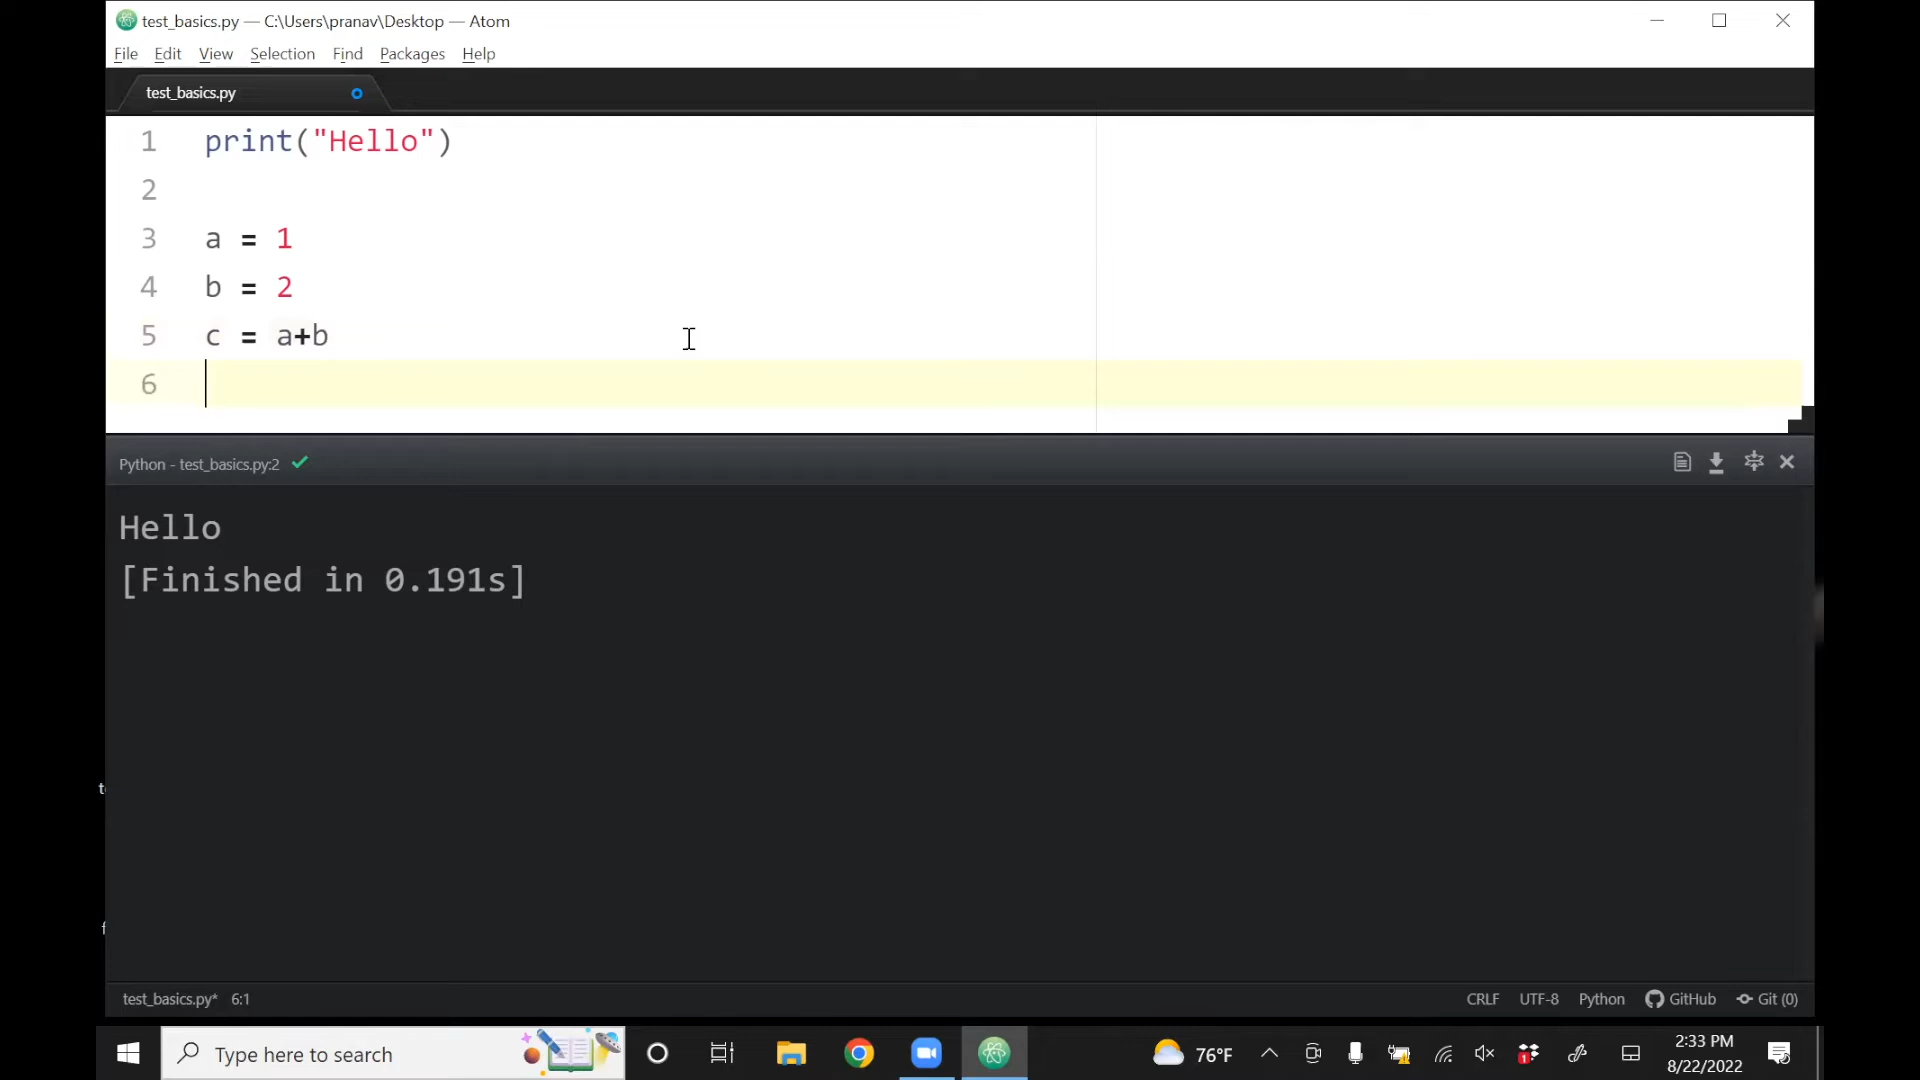 test_basics.py — C:\Users\pranav\Desktop — Atom
File Edit View Selection Find Packages Help
test_basics.py
1 print("Hello")
2
3 a = 1
4 b = 2
5 c = a+b
6
Python - test_basics.py:2
Hello
[Finished in 0.191s]
test_basics.py* 6:1 CRLF UTF-8 Python GitHub Git (0)
Type here to search 76°F 1 2:33 PM
8/22/2022